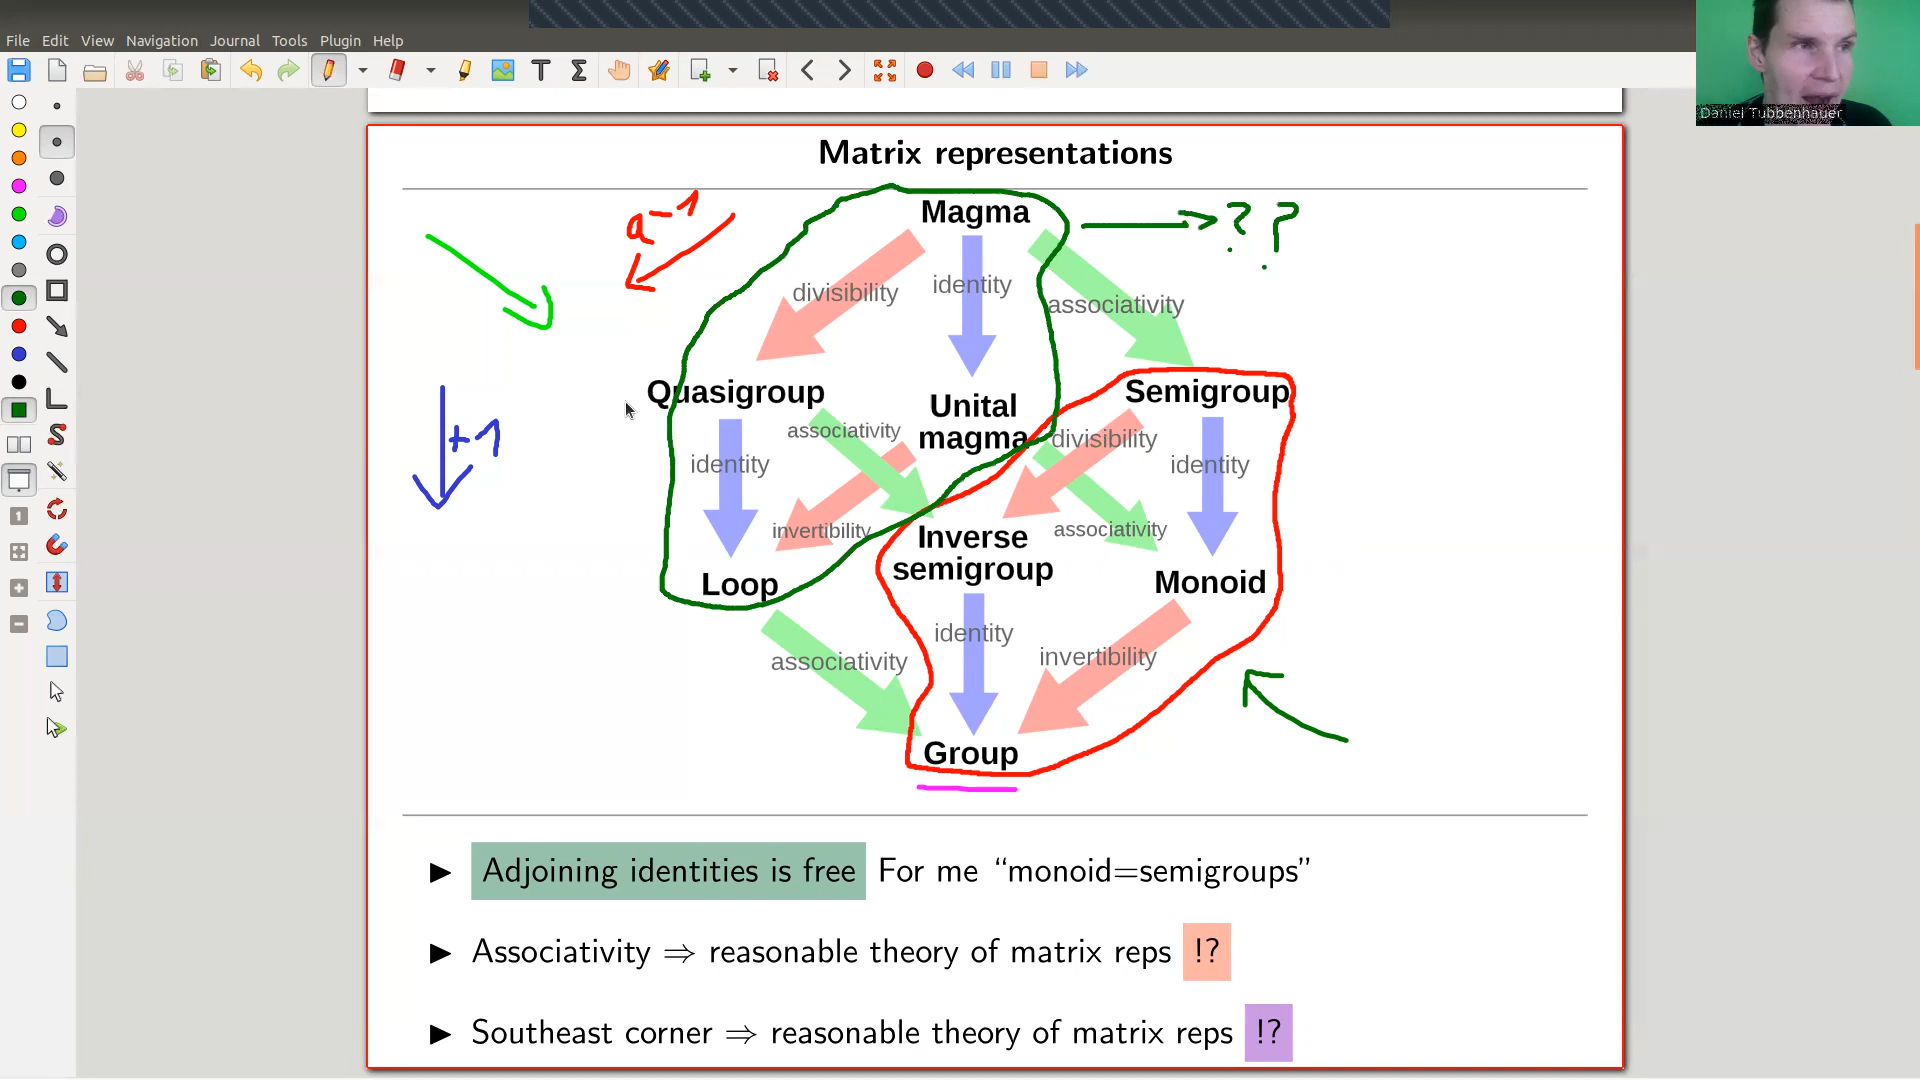 File Edit View Navigation Journal Tools Plugin Help
Daniel Tubbenhauer
Matrix representations
a⁻¹
Magma
? ?
divisibility
identity
associativity
Quasigroup
Unital
magma
Semigroup
associativity
divisibility
identity
identity
+1
invertibility
associativity
Inverse
semigroup
Loop
Monoid
identity
associativity
invertibility
Group
► Adjoining identities is free For me “monoid=semigroups”
► Associativity ⇒ reasonable theory of matrix reps !?
► Southeast corner ⇒ reasonable theory of matrix reps !?